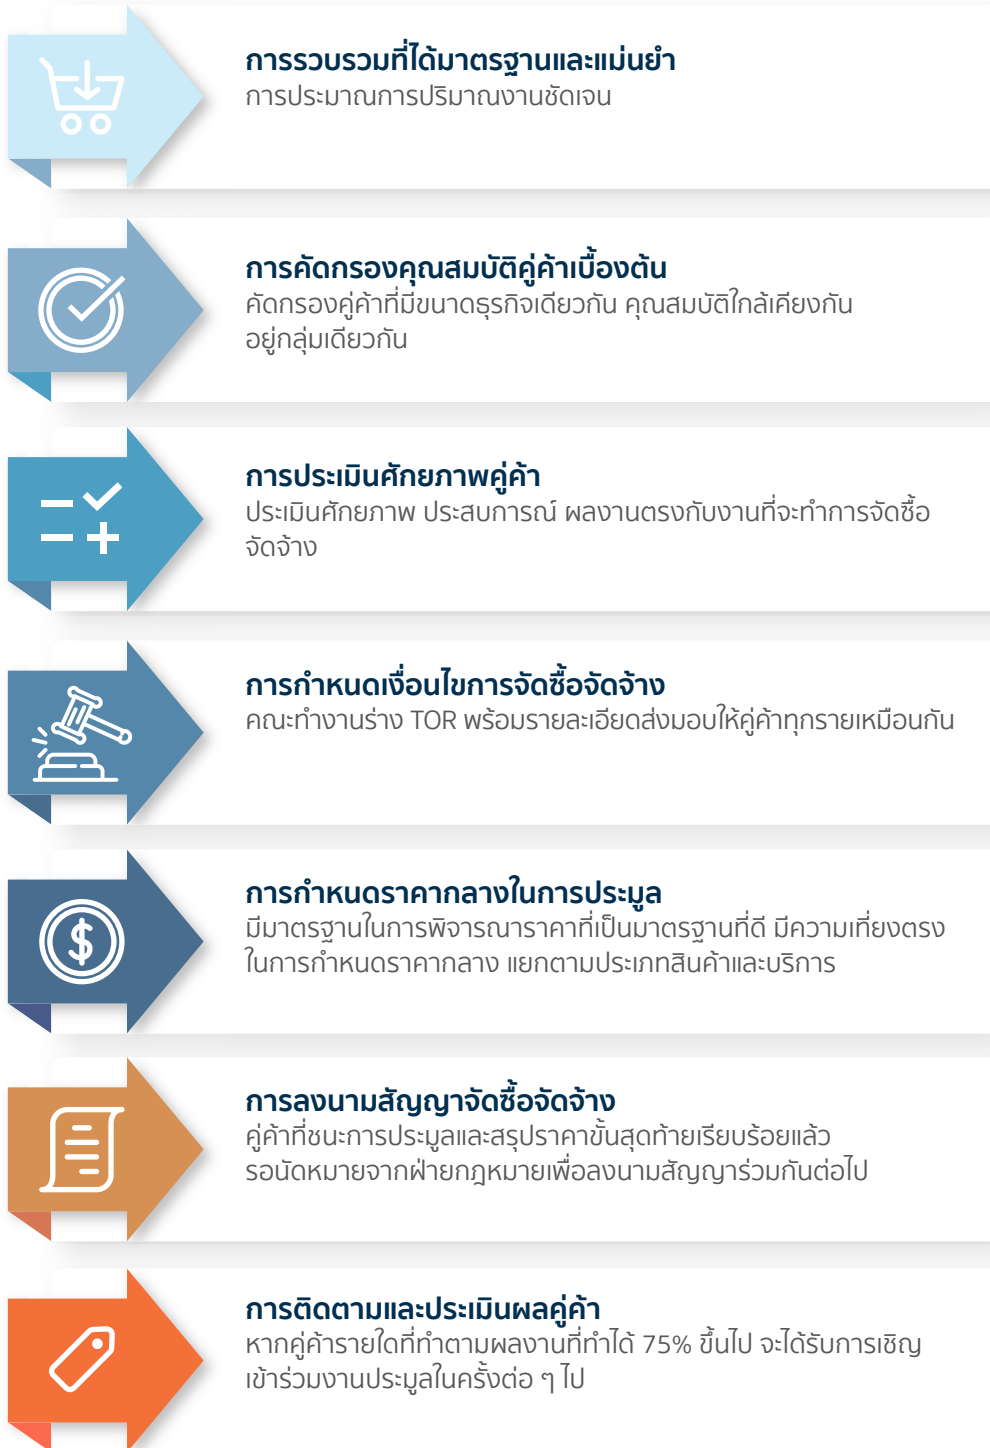 การรวบรวมที่ได้มาตรฐานและแม่นยำ
การประมาณการปริมาณงานชัดเจน
การคัดกรองคุณสมบัติคู่ค้าเบื้องต้น
คัดกรองคู่ค้าที่มีขนาดธุรกิจเดียวกัน คุณสมบัติใกล้เคียงกัน
อยู่กลุ่มเดียวกัน
การประเมินศักยภาพคู่ค้า
ประเมินศักยภาพ ประสบการณ์ ผลงานตรงกับงานที่จะทำการจัดซื้อ
จัดจ้าง
การกำหนดเงื่อนไขการจัดซื้อจัดจ้าง
คณะทำงานร่าง TOR พร้อมรายละเอียดส่งมอบให้คู่ค้าทุกรายเหมือนกัน
การกำหนดราคากลางในการประมูล
มีมาตรฐานในการพิจารณาราคาที่เป็นมาตรฐานที่ดี มีความเที่ยงตรง
ในการกำหนดราคากลาง แยกตามประเภทสินค้าและบริการ
การลงนามสัญญาจัดซื้อจัดจ้าง
คู่ค้าที่ชนะการประมูลและสรุปราคาขั้นสุดท้ายเรียบร้อยแล้ว
รอนัดหมายจากฝ่ายกฎหมายเพื่อลงนามสัญญาร่วมกันต่อไป
การติดตามและประเมินผลคู่ค้า
หากคู่ค้ารายใดที่ทำตามผลงานที่ทำได้ 75% ขึ้นไป จะได้รับการเชิญ
เข้าร่วมงานประมูลในครั้งต่อ ๆ ไป